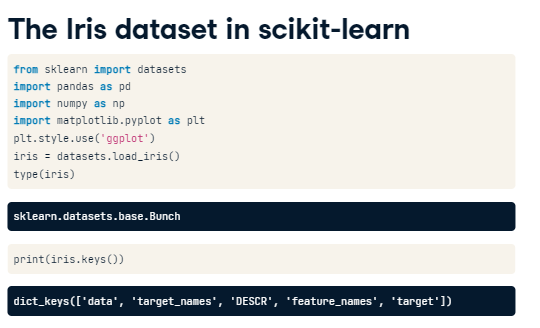 The Iris dataset in scikit-learn
from sklearn import datasets
import pandas as pd
import numpy as np
import matplotlib.pyplot as plt
plt.style.use('ggplot')
iris = datasets.load_iris()
type(iris)
sklearn.datasets.base.Bunch
print(iris.keys())
dict_keys(['data', 'target_names', 'DESCR', 'feature_names', 'target'])